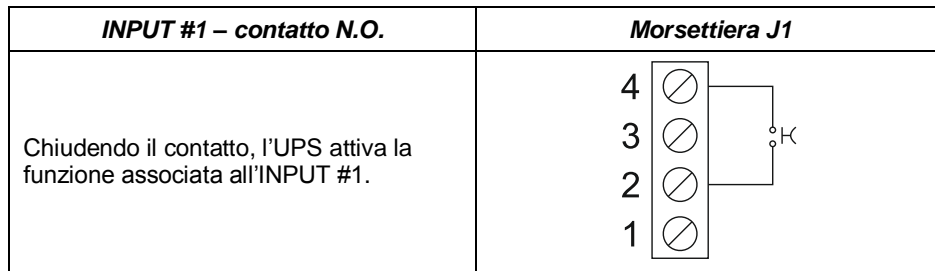 INPUT #1 – contatto N.O.
Morsettiera J1
Chiudendo il contatto, l'UPS attiva la
funzione associata all'INPUT #1.
4
3
2
1